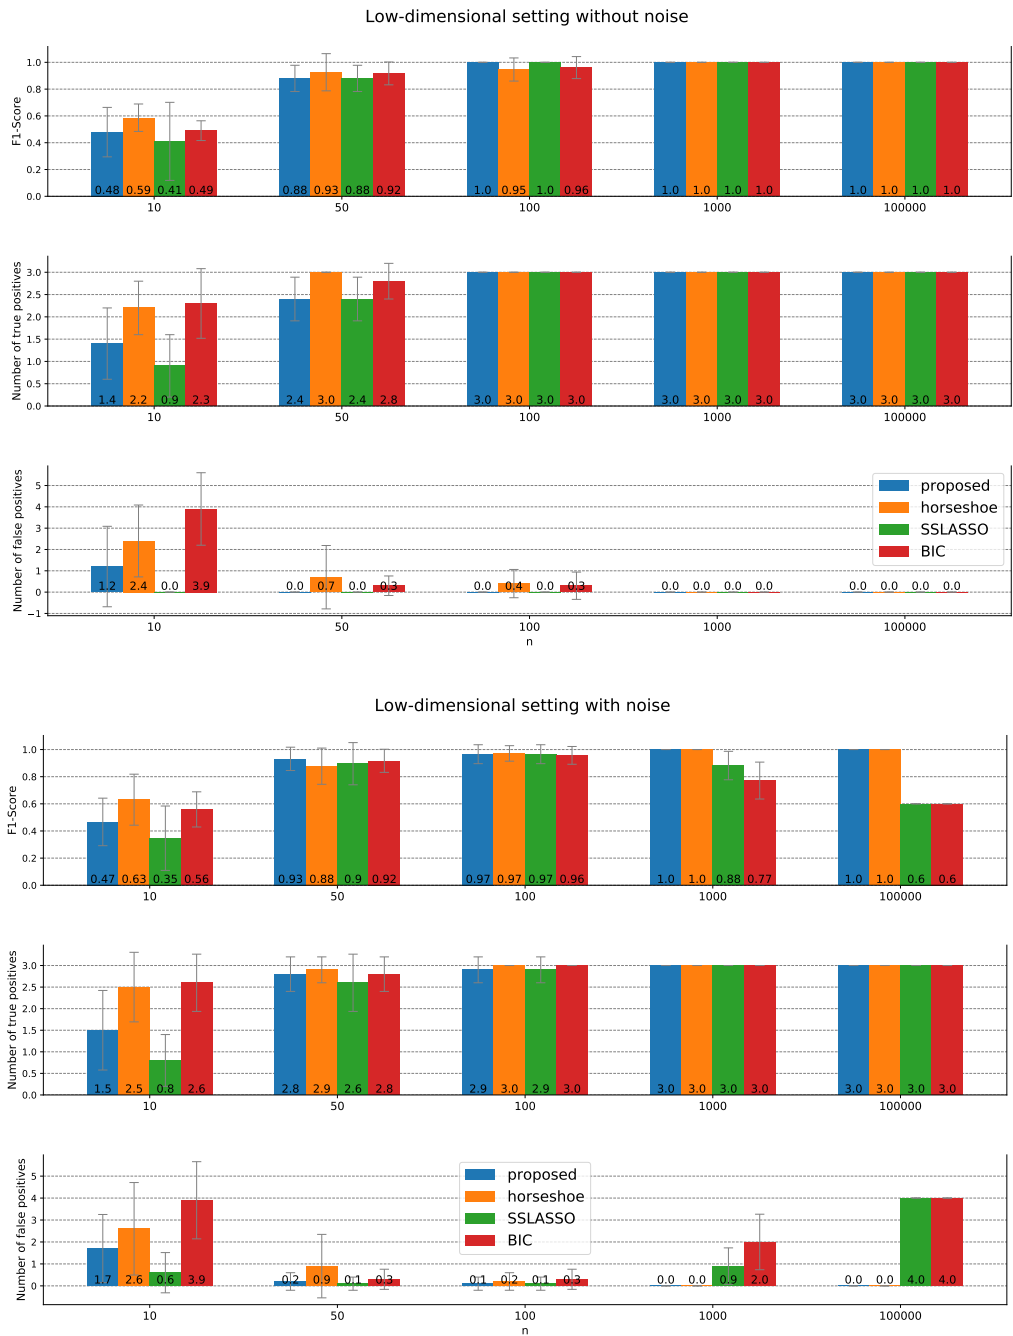 Low-dimensional setting without noise
F1-Score
1.0
0.8
0.6
0.4
0.2
0.0
0.48 0.59 0.41 0.49 0.88 0.93 0.88 0.92 1.0 0.95 1.0 0.96 1.0 1.0 1.0 1.0 1.0 1.0 1.0 1.0
10 50 100 1000 100000
Number of true positives
3.0
2.5
2.0
1.5
1.0
0.5
0.0
1.4 2.2 0.9 2.3 2.4 3.0 2.4 2.8 3.0 3.0 3.0 3.0 3.0 3.0 3.0 3.0 3.0 3.0 3.0 3.0
10 50 100 1000 100000
Number of false positives
5
4
3
2
1
0
−1
proposed
horseshoe
SSLASSO
BIC
1.2 2.4 0.0 3.9 0.0 0.7 0.0 0.3 0.0 0.4 0.0 0.3 0.0 0.0 0.0 0.0 0.0 0.0 0.0 0.0
10 50 100 1000 100000
n
Low-dimensional setting with noise
F1-Score
1.0
0.8
0.6
0.4
0.2
0.0
0.47 0.63 0.35 0.56 0.93 0.88 0.9 0.92 0.97 0.97 0.97 0.96 1.0 1.0 0.88 0.77 1.0 1.0 0.6 0.6
10 50 100 1000 100000
Number of true positives
3.0
2.5
2.0
1.5
1.0
0.5
0.0
1.5 2.5 0.8 2.6 2.8 2.9 2.6 2.8 2.9 3.0 2.9 3.0 3.0 3.0 3.0 3.0 3.0 3.0 3.0 3.0
10 50 100 1000 100000
Number of false positives
5
4
3
2
1
0
proposed
horseshoe
SSLASSO
BIC
1.7 2.6 0.6 3.9 0.2 0.9 0.1 0.3 0.1 0.2 0.1 0.3 0.0 0.0 0.9 2.0 0.0 0.0 4.0 4.0
10 50 100 1000 100000
n